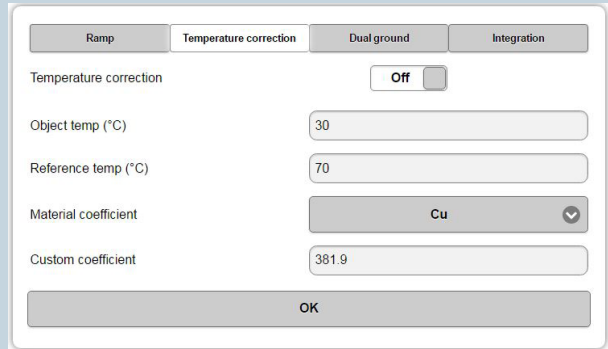 Ramp Temperature correction Dual ground Integration
Temperature correction Off
Object temp (°C) 30
Reference temp (°C) 70
Material coefficient Cu
Custom coefficient 381.9
OK